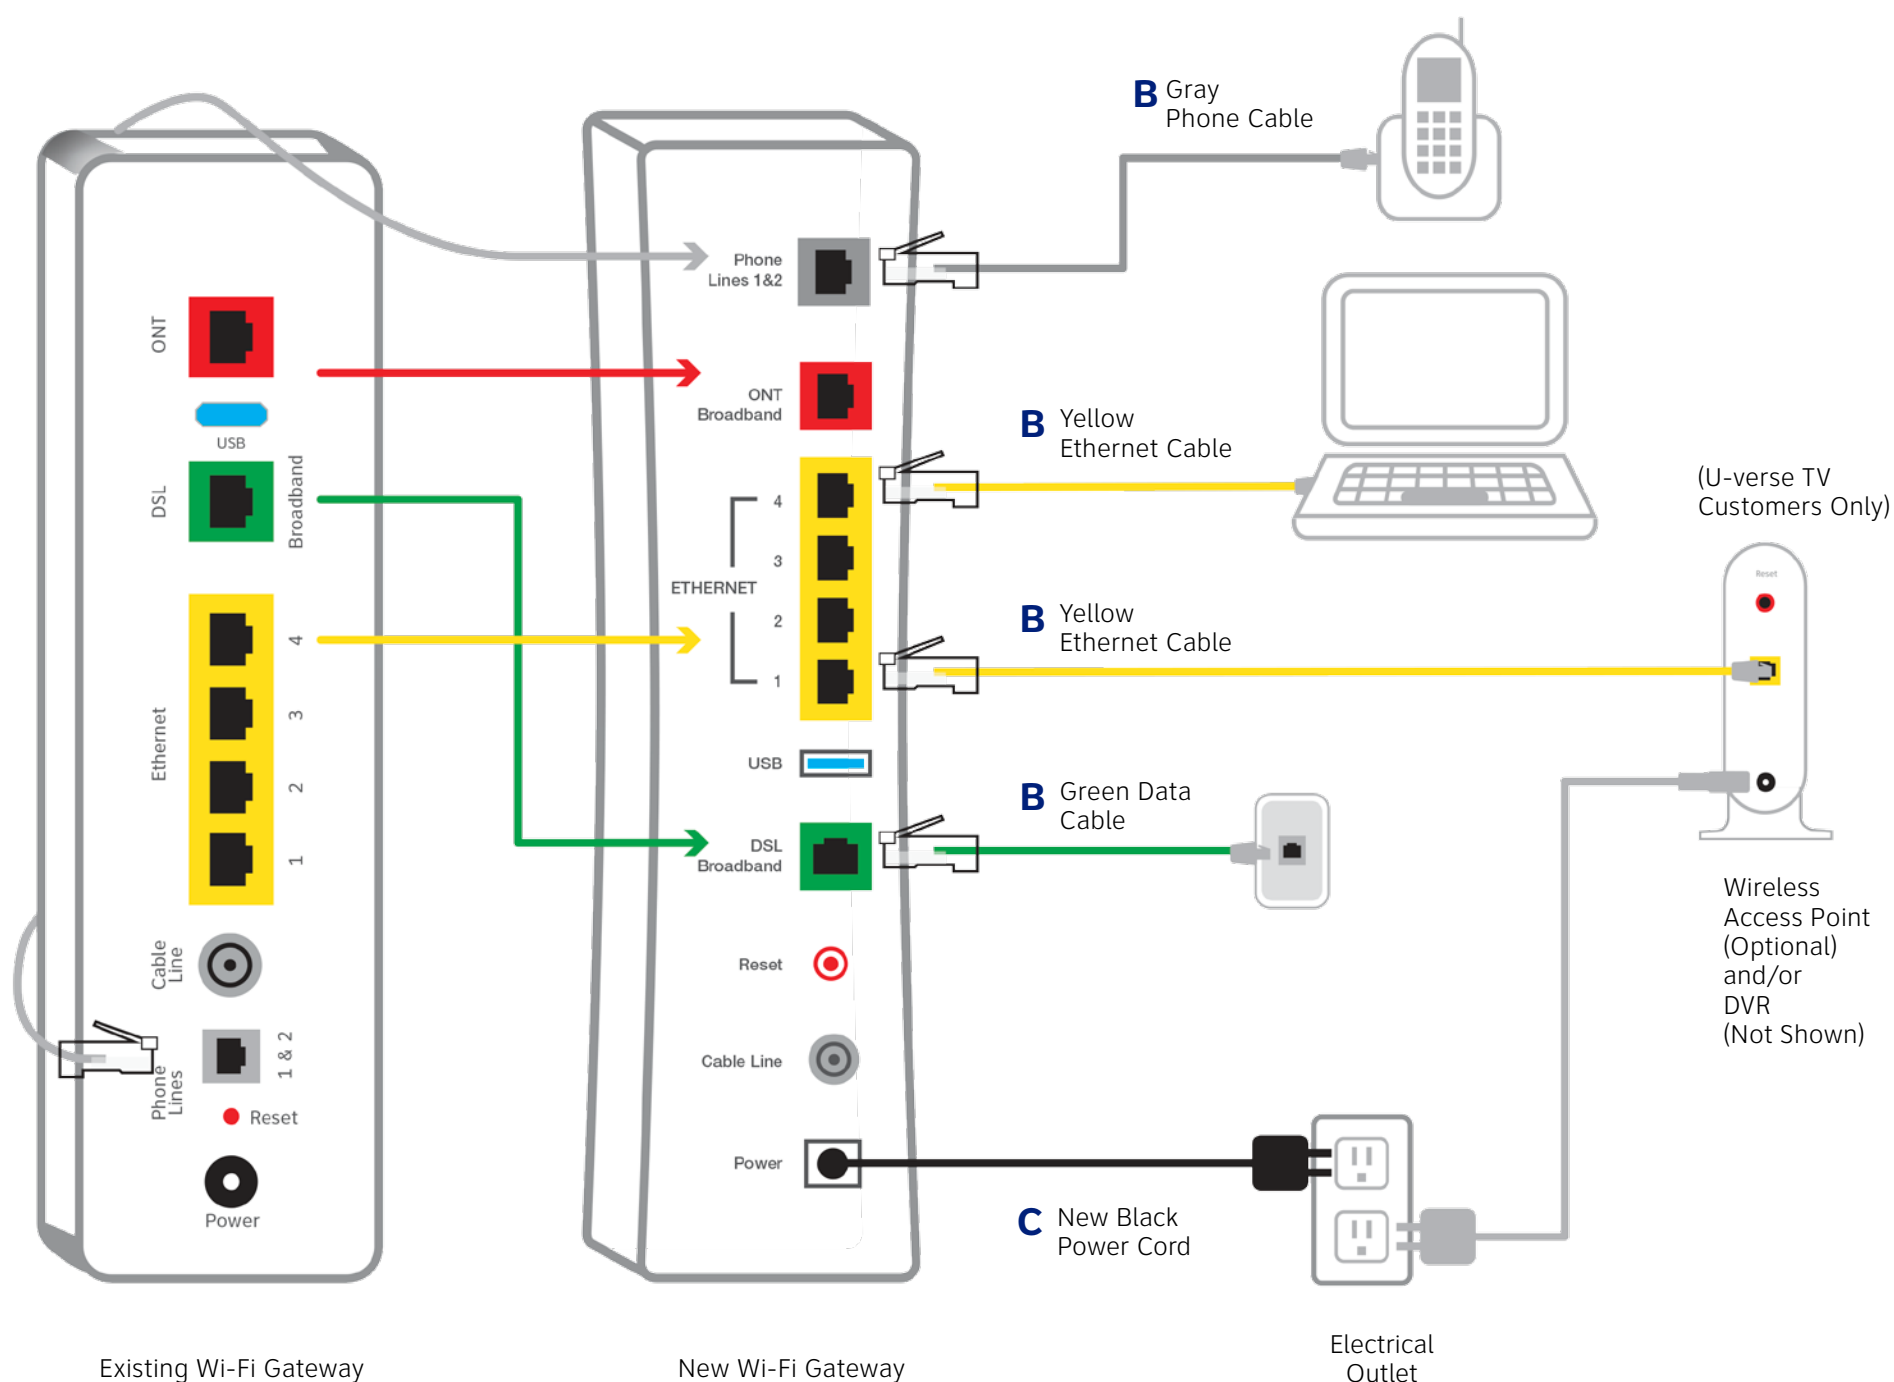 B Gray
Phone Cable
Phone
Lines 1&2
ONT
USB
DSL
Broadband
Ethernet
4
3
2
1
Cable
Line
Phone
Lines
1 & 2
Reset
Power
ONT
Broadband
ETHERNET
4
3
2
1
USB
DSL
Broadband
Reset
Cable Line
Power
B Yellow
Ethernet Cable
B Yellow
Ethernet Cable
B Green Data
Cable
C New Black
Power Cord
(U-verse TV
Customers Only)
Reset
Wireless
Access Point
(Optional)
and/or
DVR
(Not Shown)
Existing Wi-Fi Gateway
New Wi-Fi Gateway
Electrical
Outlet